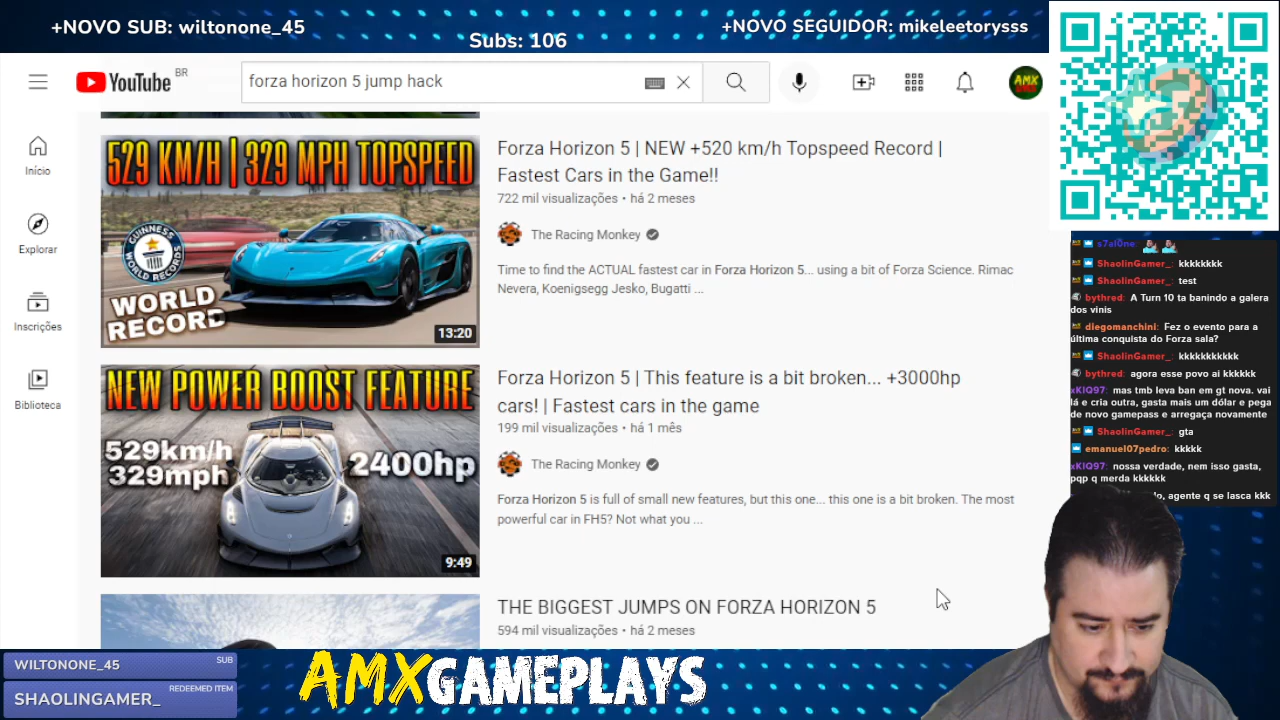 +NOVO SUB: wiltonone_45
Subs: 106
+NOVO SEGUIDOR: mikeleetorysss
YouTube BR
forza horizon 5 jump hack
AMX
Início
Explorar
Inscrições
Biblioteca
529 KM/H | 329 MPH TOPSPEED
GUINNESS
WORLD RECORDS
WORLD
RECORD
13:20
Forza Horizon 5 | NEW +520 km/h Topspeed Record |
Fastest Cars in the Game!!
722 mil visualizações • há 2 meses
The Racing Monkey
Time to find the ACTUAL fastest car in Forza Horizon 5... using a bit of Forza Science. Rimac
Nevera, Koenigsegg Jesko, Bugatti ...
NEW POWER BOOST FEATURE
529km/h
329mph
2400hp
9:49
Forza Horizon 5 | This feature is a bit broken... +3000hp
cars! | Fastest cars in the game
199 mil visualizações • há 1 mês
The Racing Monkey
Forza Horizon 5 is full of small new features, but this one... this one is a bit broken. The most
powerful car in FH5? Not what you ...
THE BIGGEST JUMPS ON FORZA HORIZON 5
594 mil visualizações • há 2 meses
s7al0ne:
ShaolinGamer_: kkkkkkkk
ShaolinGamer_: test
bythred: A Turn 10 ta banindo a galera
dos vinis
diegomanchini: Fez o evento para a
última conquista do Forza sala?
ShaolinGamer_: kkkkkkkkkkk
bythred: agora esse povo ai kkkkkk
xKIQ97: mas tmb leva ban em gt nova. vai
lá e cria outra, gasta mais um dólar e pega
de novo gamepass e arregaça novamente
ShaolinGamer_: gta
emanuel07pedro: kkkkk
xKIQ97: nossa verdade, nem isso gasta,
pqp q merda kkkkkk
agente q se lasca kkk
WILTONONE_45
SUB
SHAOLINGAMER_
REDEEMED ITEM
AMXGAMEPLAYS